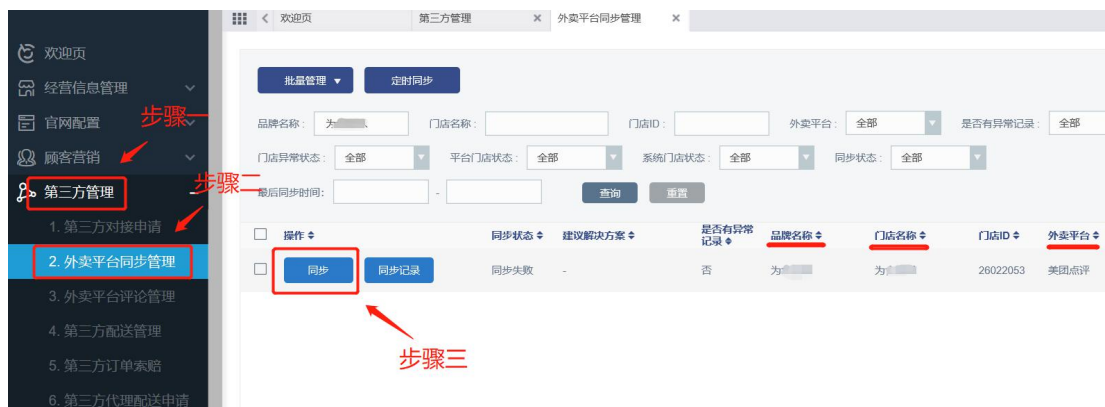 欢迎页
第三方管理 ×
外卖平台同步管理 ×
欢迎页
经营信息管理
官网配置
顾客营销
第三方管理
1. 第三方对接申请
2. 外卖平台同步管理
3. 外卖平台评论管理
4. 第三方配送管理
5. 第三方订单索赔
6. 第三方代理配送申请
步骤一
步骤二
批量管理 定时同步
品牌名称: 为 门店名称: 门店ID: 外卖平台: 全部 是否有异常记录: 全部
门店异常状态: 全部 平台门店状态: 全部 系统门店状态: 全部 同步状态: 全部
最后同步时间: - 查询 重置
操作 同步状态 建议解决方案 是否有异常记录 品牌名称 门店名称 门店ID 外卖平台
同步 同步记录 同步失败 - 否 为 为 26022053 美团点评
步骤三